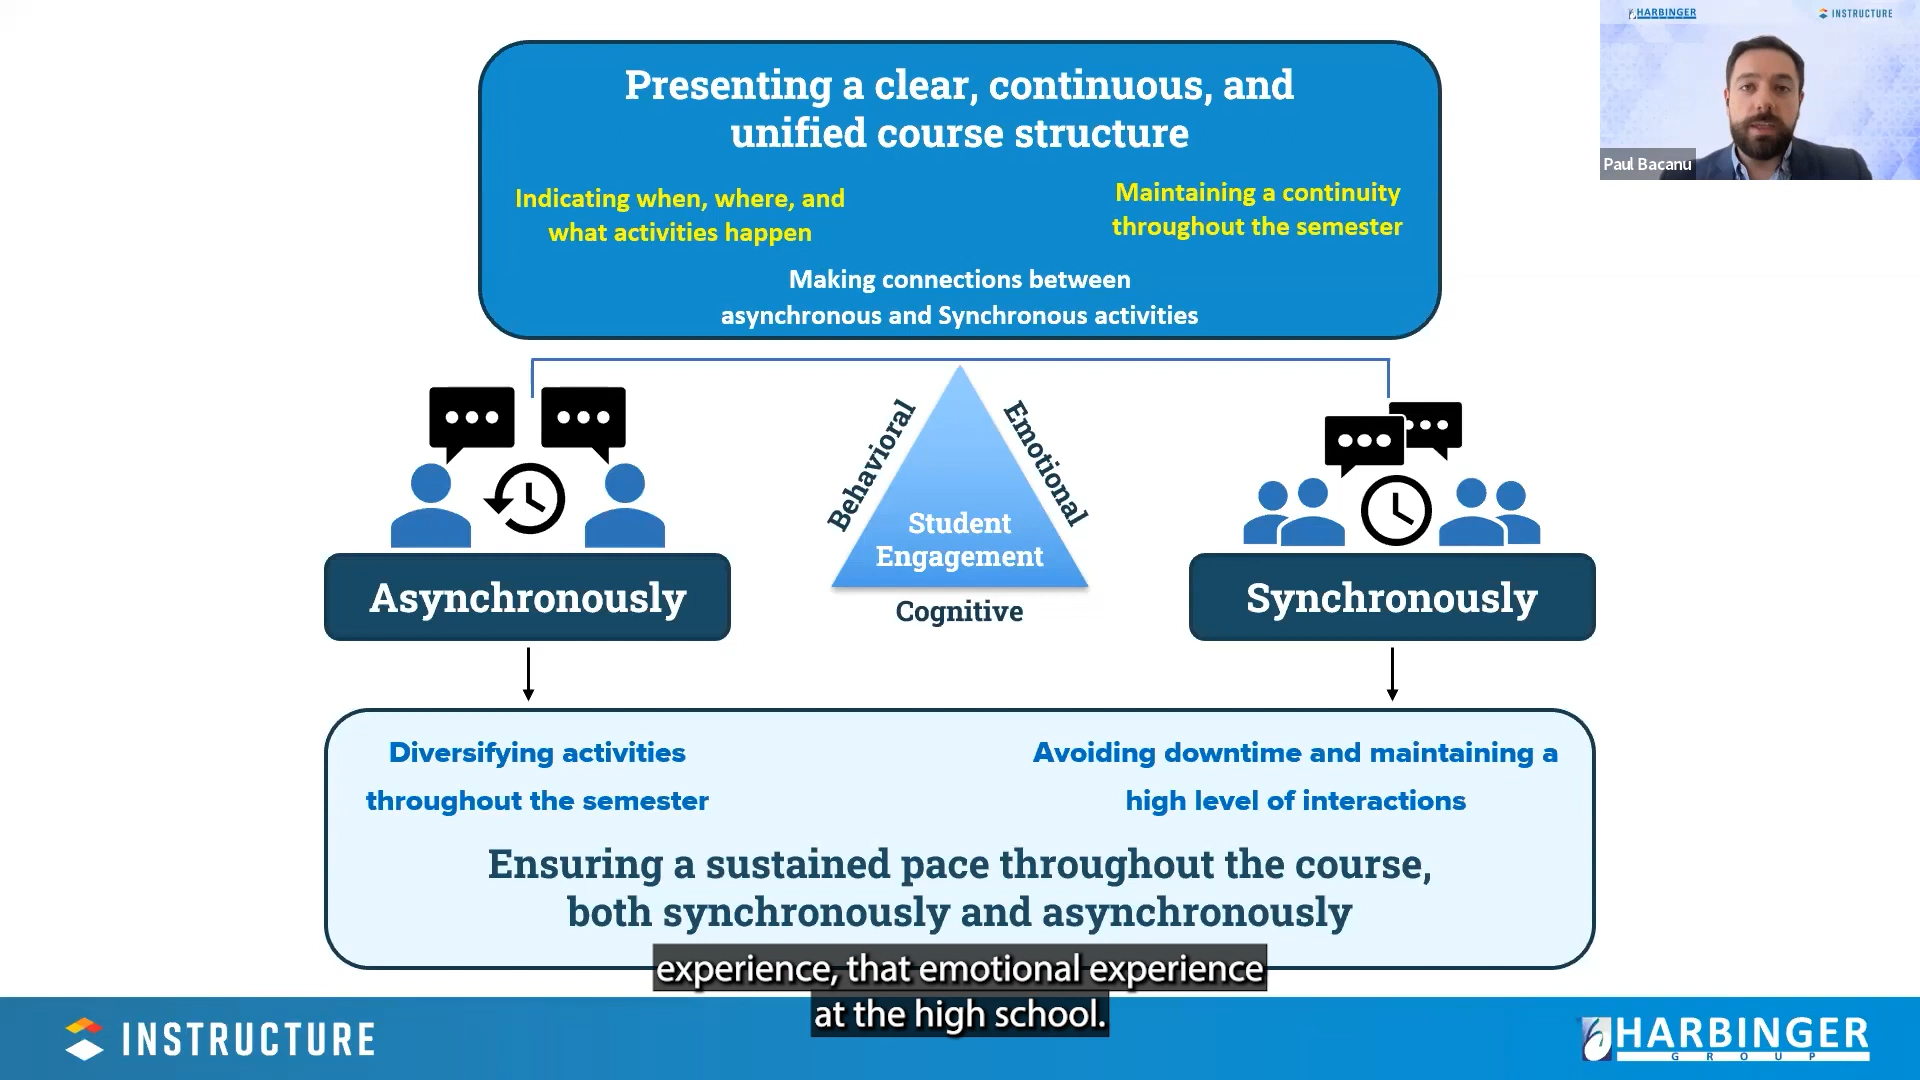 HARBINGER
INSTRUCTURE
Paul Bacanu
Presenting a clear, continuous, and
unified course structure
Indicating when, where, and
what activities happen
Maintaining a continuity
throughout the semester
Making connections between
asynchronous and Synchronous activities
Behavioral
Emotional
Student
Engagement
Cognitive
Asynchronously
Synchronously
Diversifying activities
throughout the semester
Avoiding downtime and maintaining a
high level of interactions
Ensuring a sustained pace throughout the course,
both synchronously and asynchronously
experience, that emotional experience
at the high school.
INSTRUCTURE
HARBINGER
GROUP